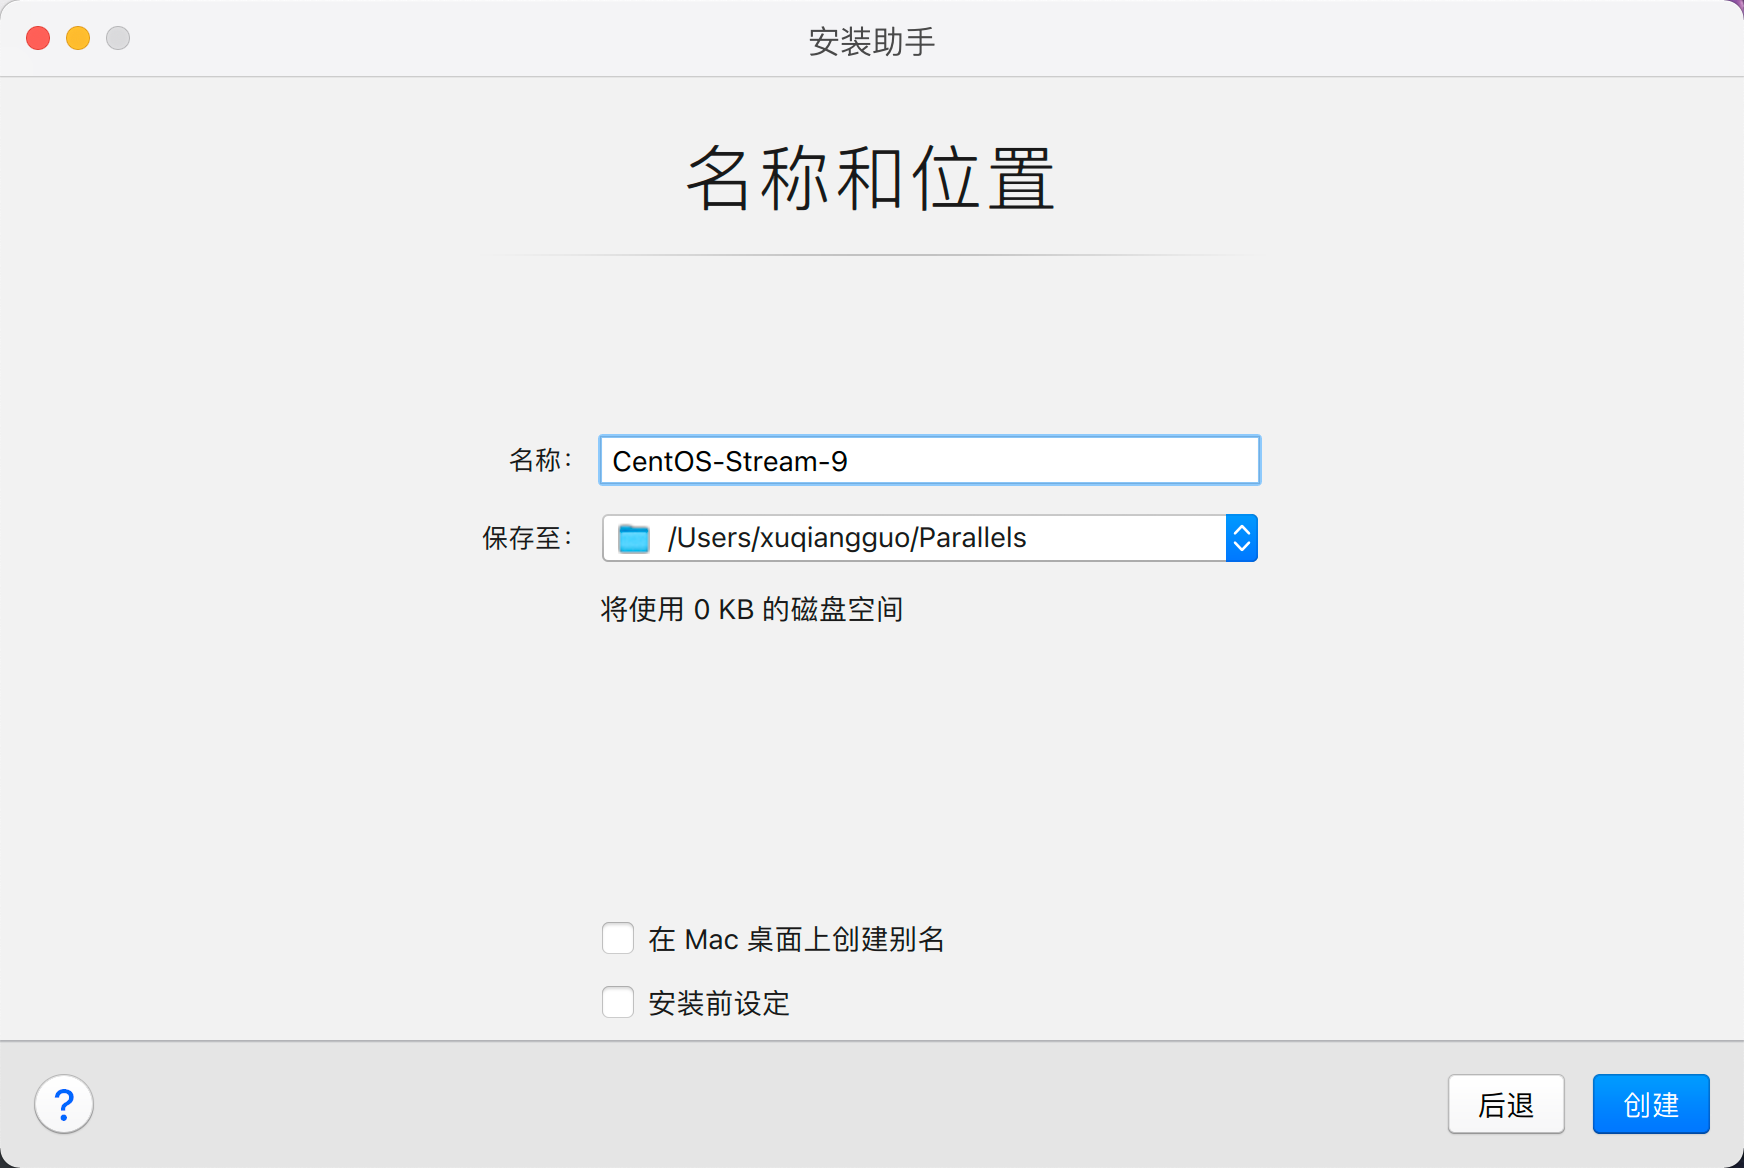 安装助手
名称和位置
名称：
CentOS-Stream-9
保存至：
/Users/xuqiangguo/Parallels
将使用 0 KB 的磁盘空间
在 Mac 桌面上创建别名
安装前设定
?
后退
创建